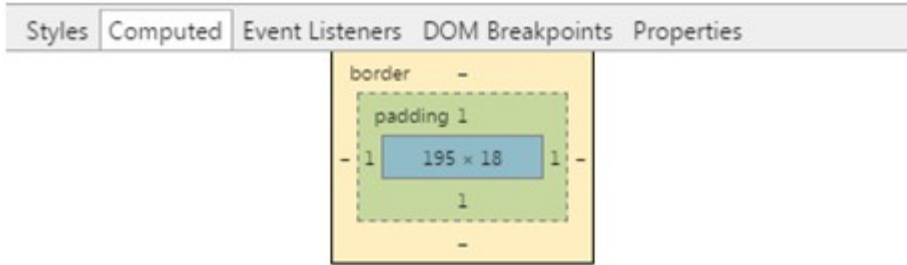 Styles Computed Event Listeners DOM Breakpoints Properties
border -
padding 1
- 1 195 × 18 1 -
1
-